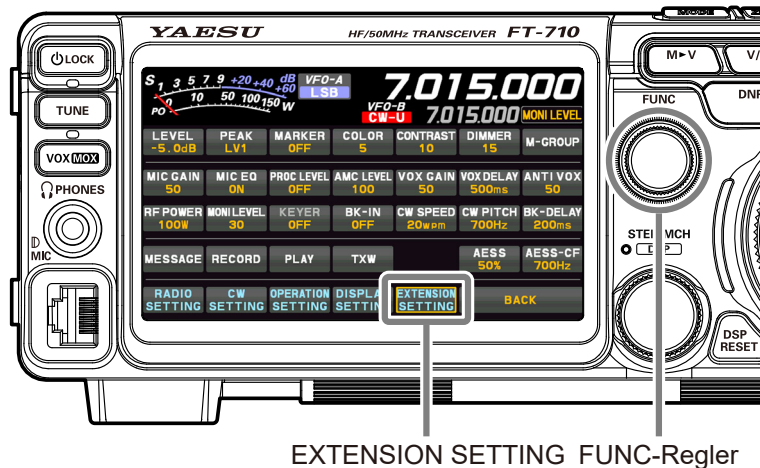 YAESU HF/50MHz TRANSCEIVER FT-710
LOCK
TUNE
VOX MOX
PHONES
MIC
S 1 3 5 7 9 +20 +40 +60 dB
PO 0 10 50 100 150 W
VFO-A
LSB
7.015.000
VFO-B
CW-U
7.015.000
MONI LEVEL
LEVEL PEAK MARKER COLOR CONTRAST DIMMER M-GROUP
-5.0dB LV1 OFF 5 10 15
MIC GAIN MIC EQ PROC LEVEL AMC LEVEL VOX GAIN VOX DELAY ANTI VOX
50 ON OFF 100 50 500ms 50
RF POWER MONI LEVEL KEYER BK-IN CW SPEED CW PITCH BK-DELAY
100W 30 OFF OFF 20wpm 700Hz 200ms
MESSAGE RECORD PLAY TXW AESS AESS-CF
50% 700Hz
RADIO CW OPERATION DISPLA EXTENSION BACK
SETTING SETTING SETTING SETTIN SETTING
M►V V/
FUNC DNF
STEP MCH
DSP
RESET
EXTENSION SETTING FUNC-Regler